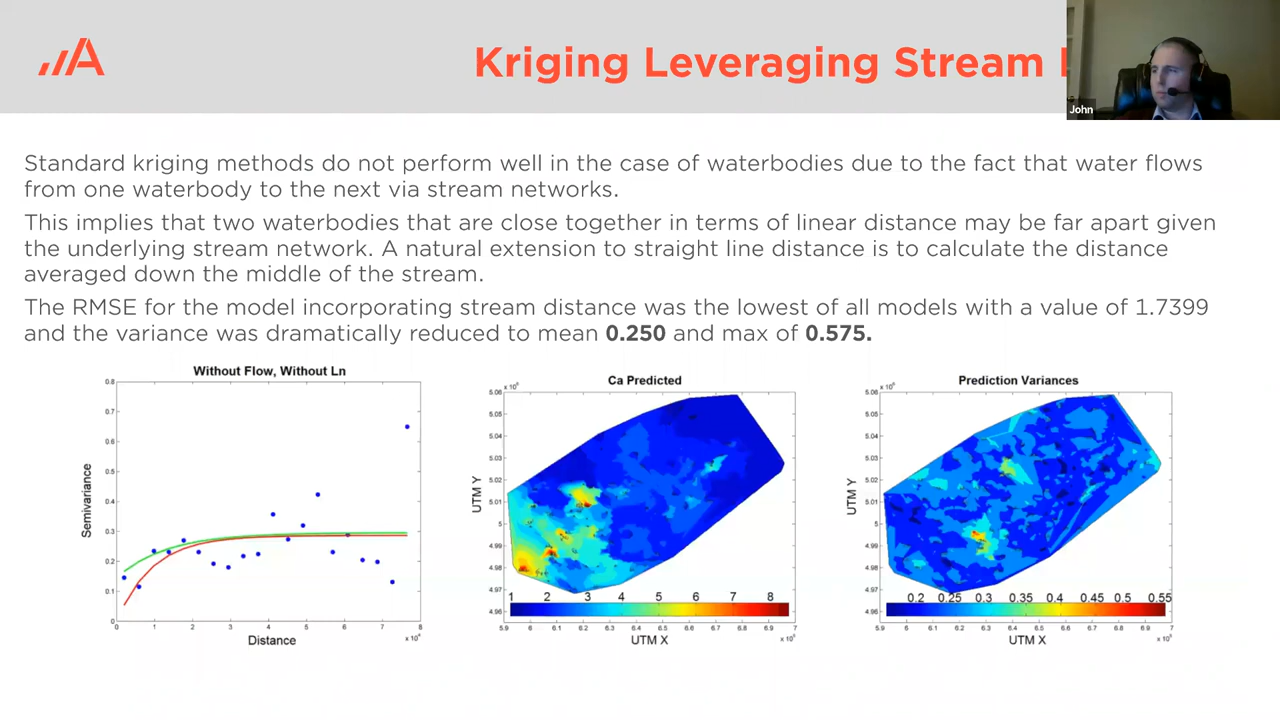 Kriging Leveraging Stream
John
Standard kriging methods do not perform well in the case of waterbodies due to the fact that water flows
from one waterbody to the next via stream networks.
This implies that two waterbodies that are close together in terms of linear distance may be far apart given
the underlying stream network. A natural extension to straight line distance is to calculate the distance
averaged down the middle of the stream.
The RMSE for the model incorporating stream distance was the lowest of all models with a value of 1.7399
and the variance was dramatically reduced to mean 0.250 and max of 0.575.
Without Flow, Without Ln
0.8
0.7
0.6
0.5
0.4
0.3
0.2
0.1
0
Semivariance
0 1 2 3 4 5 6 7 8
x 10⁴
Distance
Ca Predicted
x 10⁶
5.06
5.05
5.04
5.03
5.02
5.01
5
4.99
4.98
4.97
4.96
UTM Y
1 2 3 4 5 6 7 8
5.9 6 6.1 6.2 6.3 6.4 6.5 6.6 6.7 6.8 6.9 7
x 10⁵
UTM X
Prediction Variances
x 10⁶
5.06
5.05
5.04
5.03
5.02
5.01
5
4.99
4.98
4.97
4.96
UTM Y
0.2 0.25 0.3 0.35 0.4 0.45 0.5 0.55
5.9 6 6.1 6.2 6.3 6.4 6.5 6.6 6.7 6.8 6.9 7
x 10⁵
UTM X